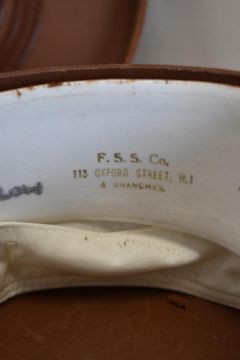 F. S. S. Co,
113 OXFORD STREET, W.1
& BRANCHES.